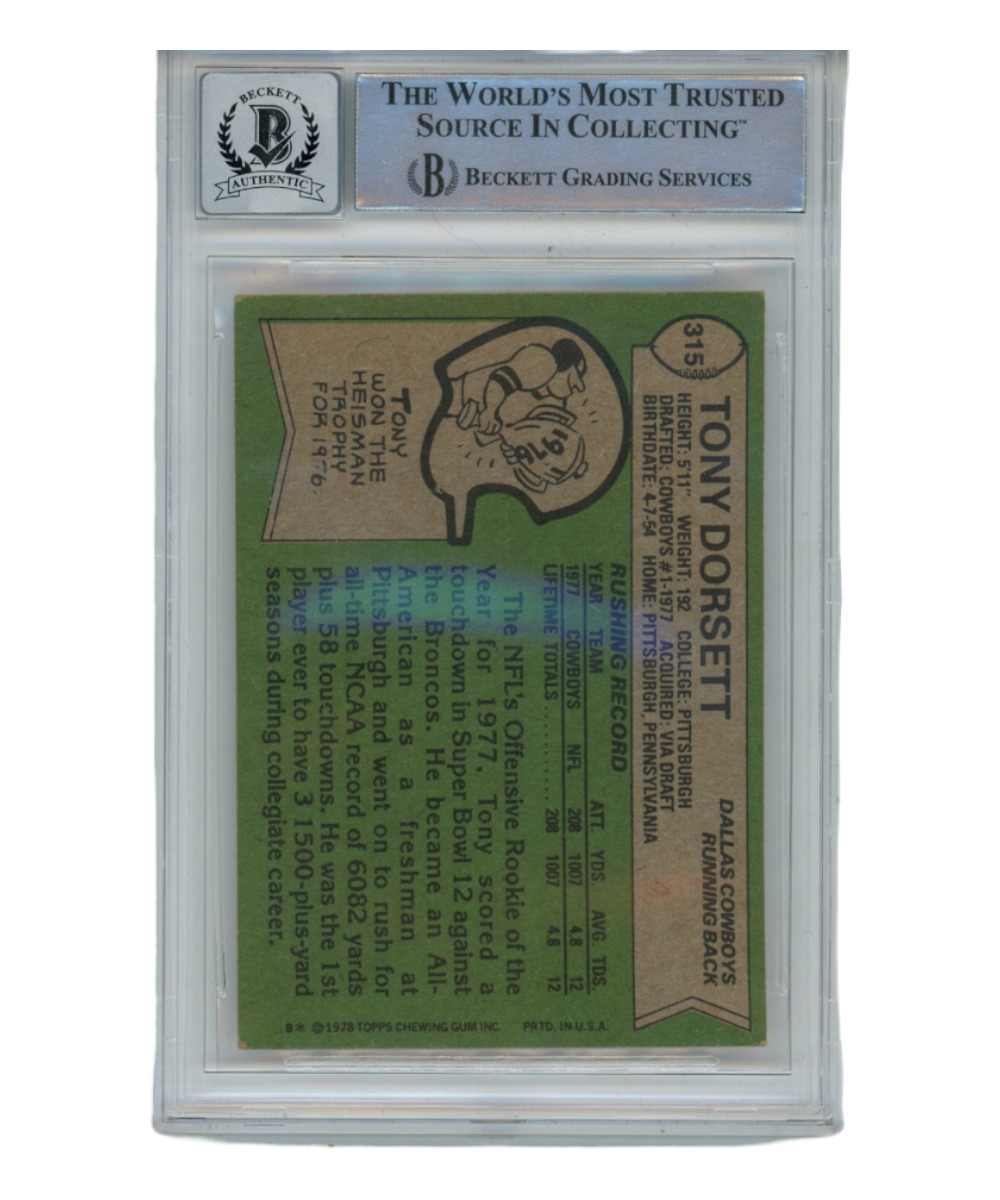 BECKETT
B
AUTHENTIC
THE WORLD'S MOST TRUSTED
SOURCE IN COLLECTING™
B BECKETT GRADING SERVICES
315
TONY DORSETT
DALLAS COWBOYS
RUNNING BACK
HEIGHT: 5'11" WEIGHT: 192 COLLEGE: PITTSBURGH
DRAFTED: COWBOYS #1-1977 ACQUIRED: VIA DRAFT
BIRTHDATE: 4-7-54 HOME: PITTSBURGH, PENNSYLVANIA
1976
TONY
WON THE
HEISMAN
TROPHY
FOR 1976.
RUSHING RECORD
YEAR TEAM ATT. YDS. AVG. TDS.
1977 COWBOYS NFL 208 1007 4.8 12
LIFETIME TOTALS .......... 208 1007 4.8 12
The NFL's Offensive Rookie of the
Year for 1977, Tony scored a
touchdown in Super Bowl 12 against
the Broncos. He became an All-
American as a freshman at
Pittsburgh and went on to rush for
all-time NCAA record of 6082 yards
plus 58 touchdowns. He was the 1st
player ever to have 3 1500-plus-yard
seasons during collegiate career.
B* ©1978 TOPPS CHEWING GUM INC. PRTD. IN U.S.A.